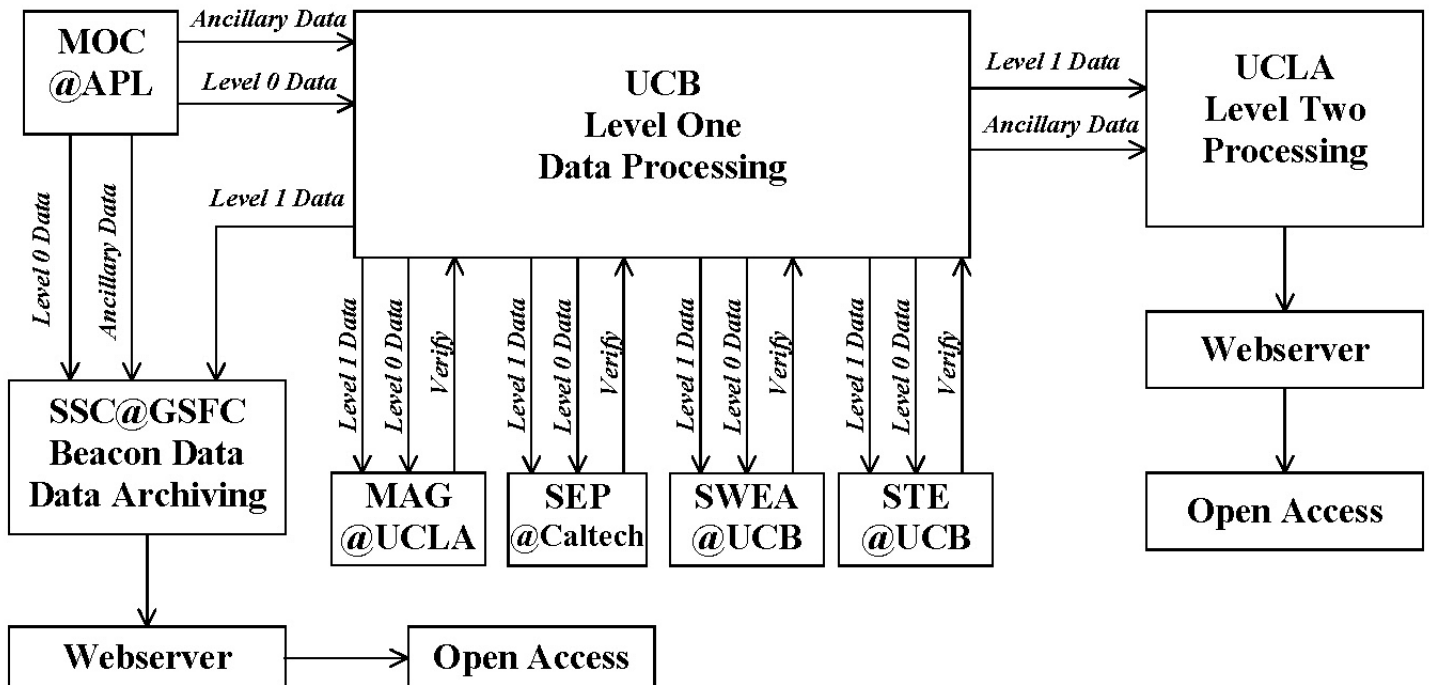 MOC
@APL
Ancillary Data
Level 0 Data
UCB
Level One
Data Processing
Level 1 Data
Ancillary Data
UCLA
Level Two
Processing
Level 0 Data
Ancillary Data
Level 1 Data
Level 1 Data
Level 0 Data
Verify
Level 1 Data
Level 0 Data
Verify
Level 1 Data
Level 0 Data
Verify
Level 1 Data
Level 0 Data
Verify
Webserver
SSC@GSFC
Beacon Data
Data Archiving
MAG
@UCLA
SEP
@Caltech
SWEA
@UCB
STE
@UCB
Open Access
Webserver
Open Access